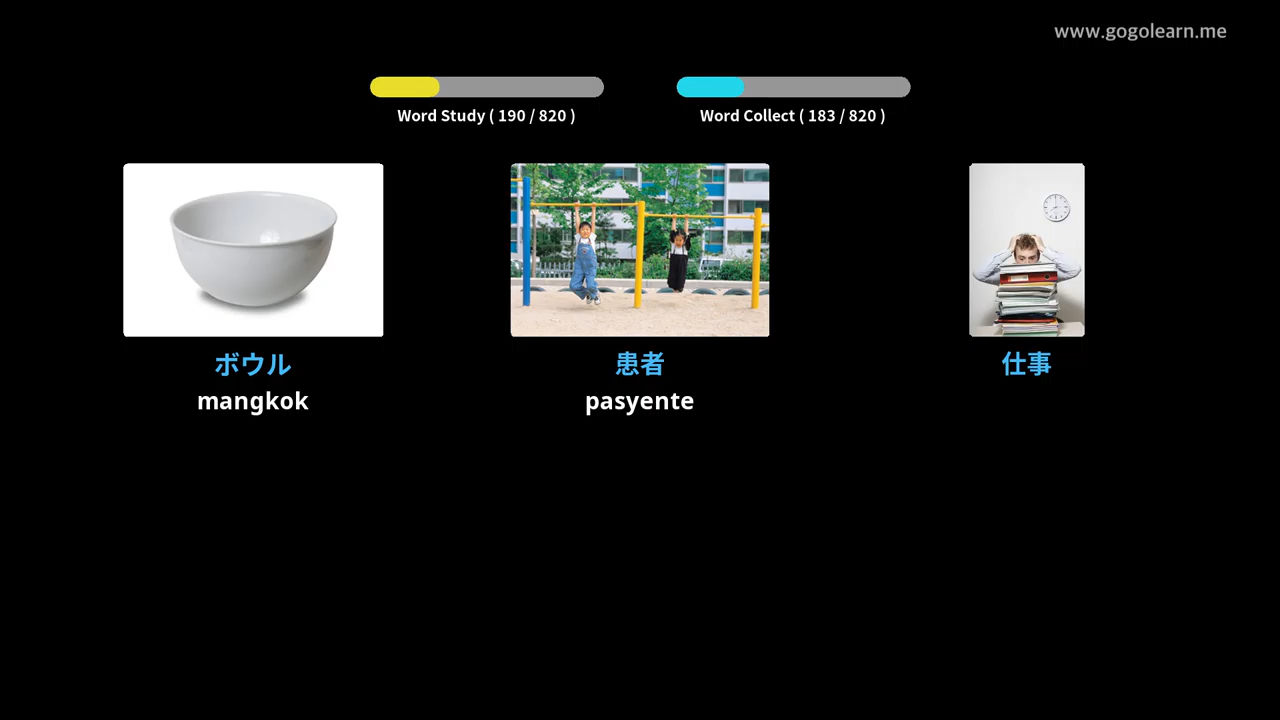 www.gogolearn.me
Word Study ( 190 / 820 )
Word Collect ( 183 / 820 )
ボウル
mangkok
患者
pasyente
仕事